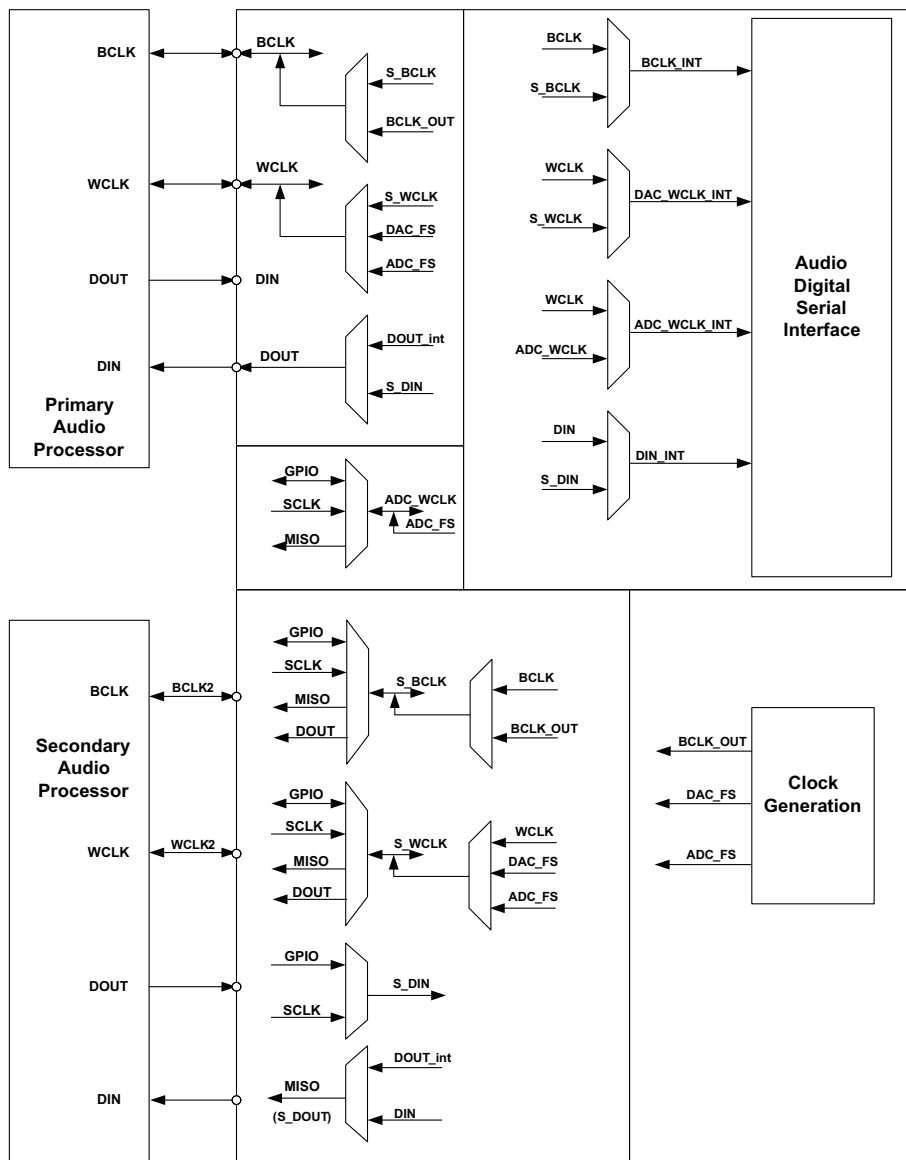 BCLK
WCLK
DOUT
DIN
Primary
Audio
Processor
BCLK
S_BCLK
BCLK_OUT
WCLK
S_WCLK
DAC_FS
ADC_FS
DIN
DOUT
DOUT_int
S_DIN
BCLK
S_BCLK
BCLK_INT
WCLK
S_WCLK
DAC_WCLK_INT
WCLK
ADC_WCLK
ADC_WCLK_INT
DIN
S_DIN
DIN_INT
Audio
Digital
Serial
Interface
GPIO
SCLK
MISO
ADC_WCLK
ADC_FS
BCLK
BCLK2
Secondary
Audio
Processor
WCLK
WCLK2
DOUT
DIN
GPIO
SCLK
MISO
DOUT
S_BCLK
BCLK
BCLK_OUT
GPIO
SCLK
MISO
DOUT
S_WCLK
WCLK
DAC_FS
ADC_FS
GPIO
SCLK
S_DIN
MISO
(S_DOUT)
DOUT_int
DIN
BCLK_OUT
DAC_FS
ADC_FS
Clock
Generation